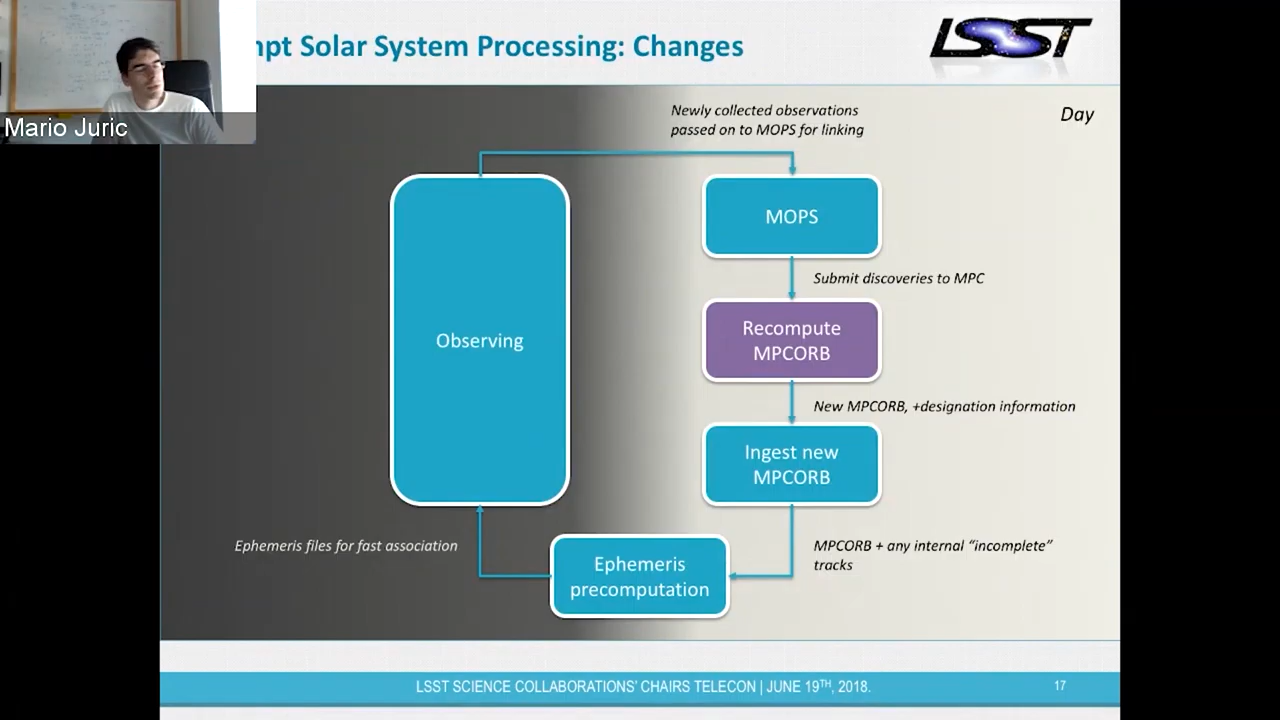 mpt Solar System Processing: Changes
LSST
Mario Juric
Newly collected observations
passed on to MOPS for linking
Day
MOPS
Submit discoveries to MPC
Observing
Recompute
MPCORB
New MPCORB, +designation information
Ingest new
MPCORB
Ephemeris files for fast association
Ephemeris
precomputation
MPCORB + any internal “incomplete”
tracks
LSST SCIENCE COLLABORATIONS’ CHAIRS TELECON | JUNE 19TH, 2018.
17